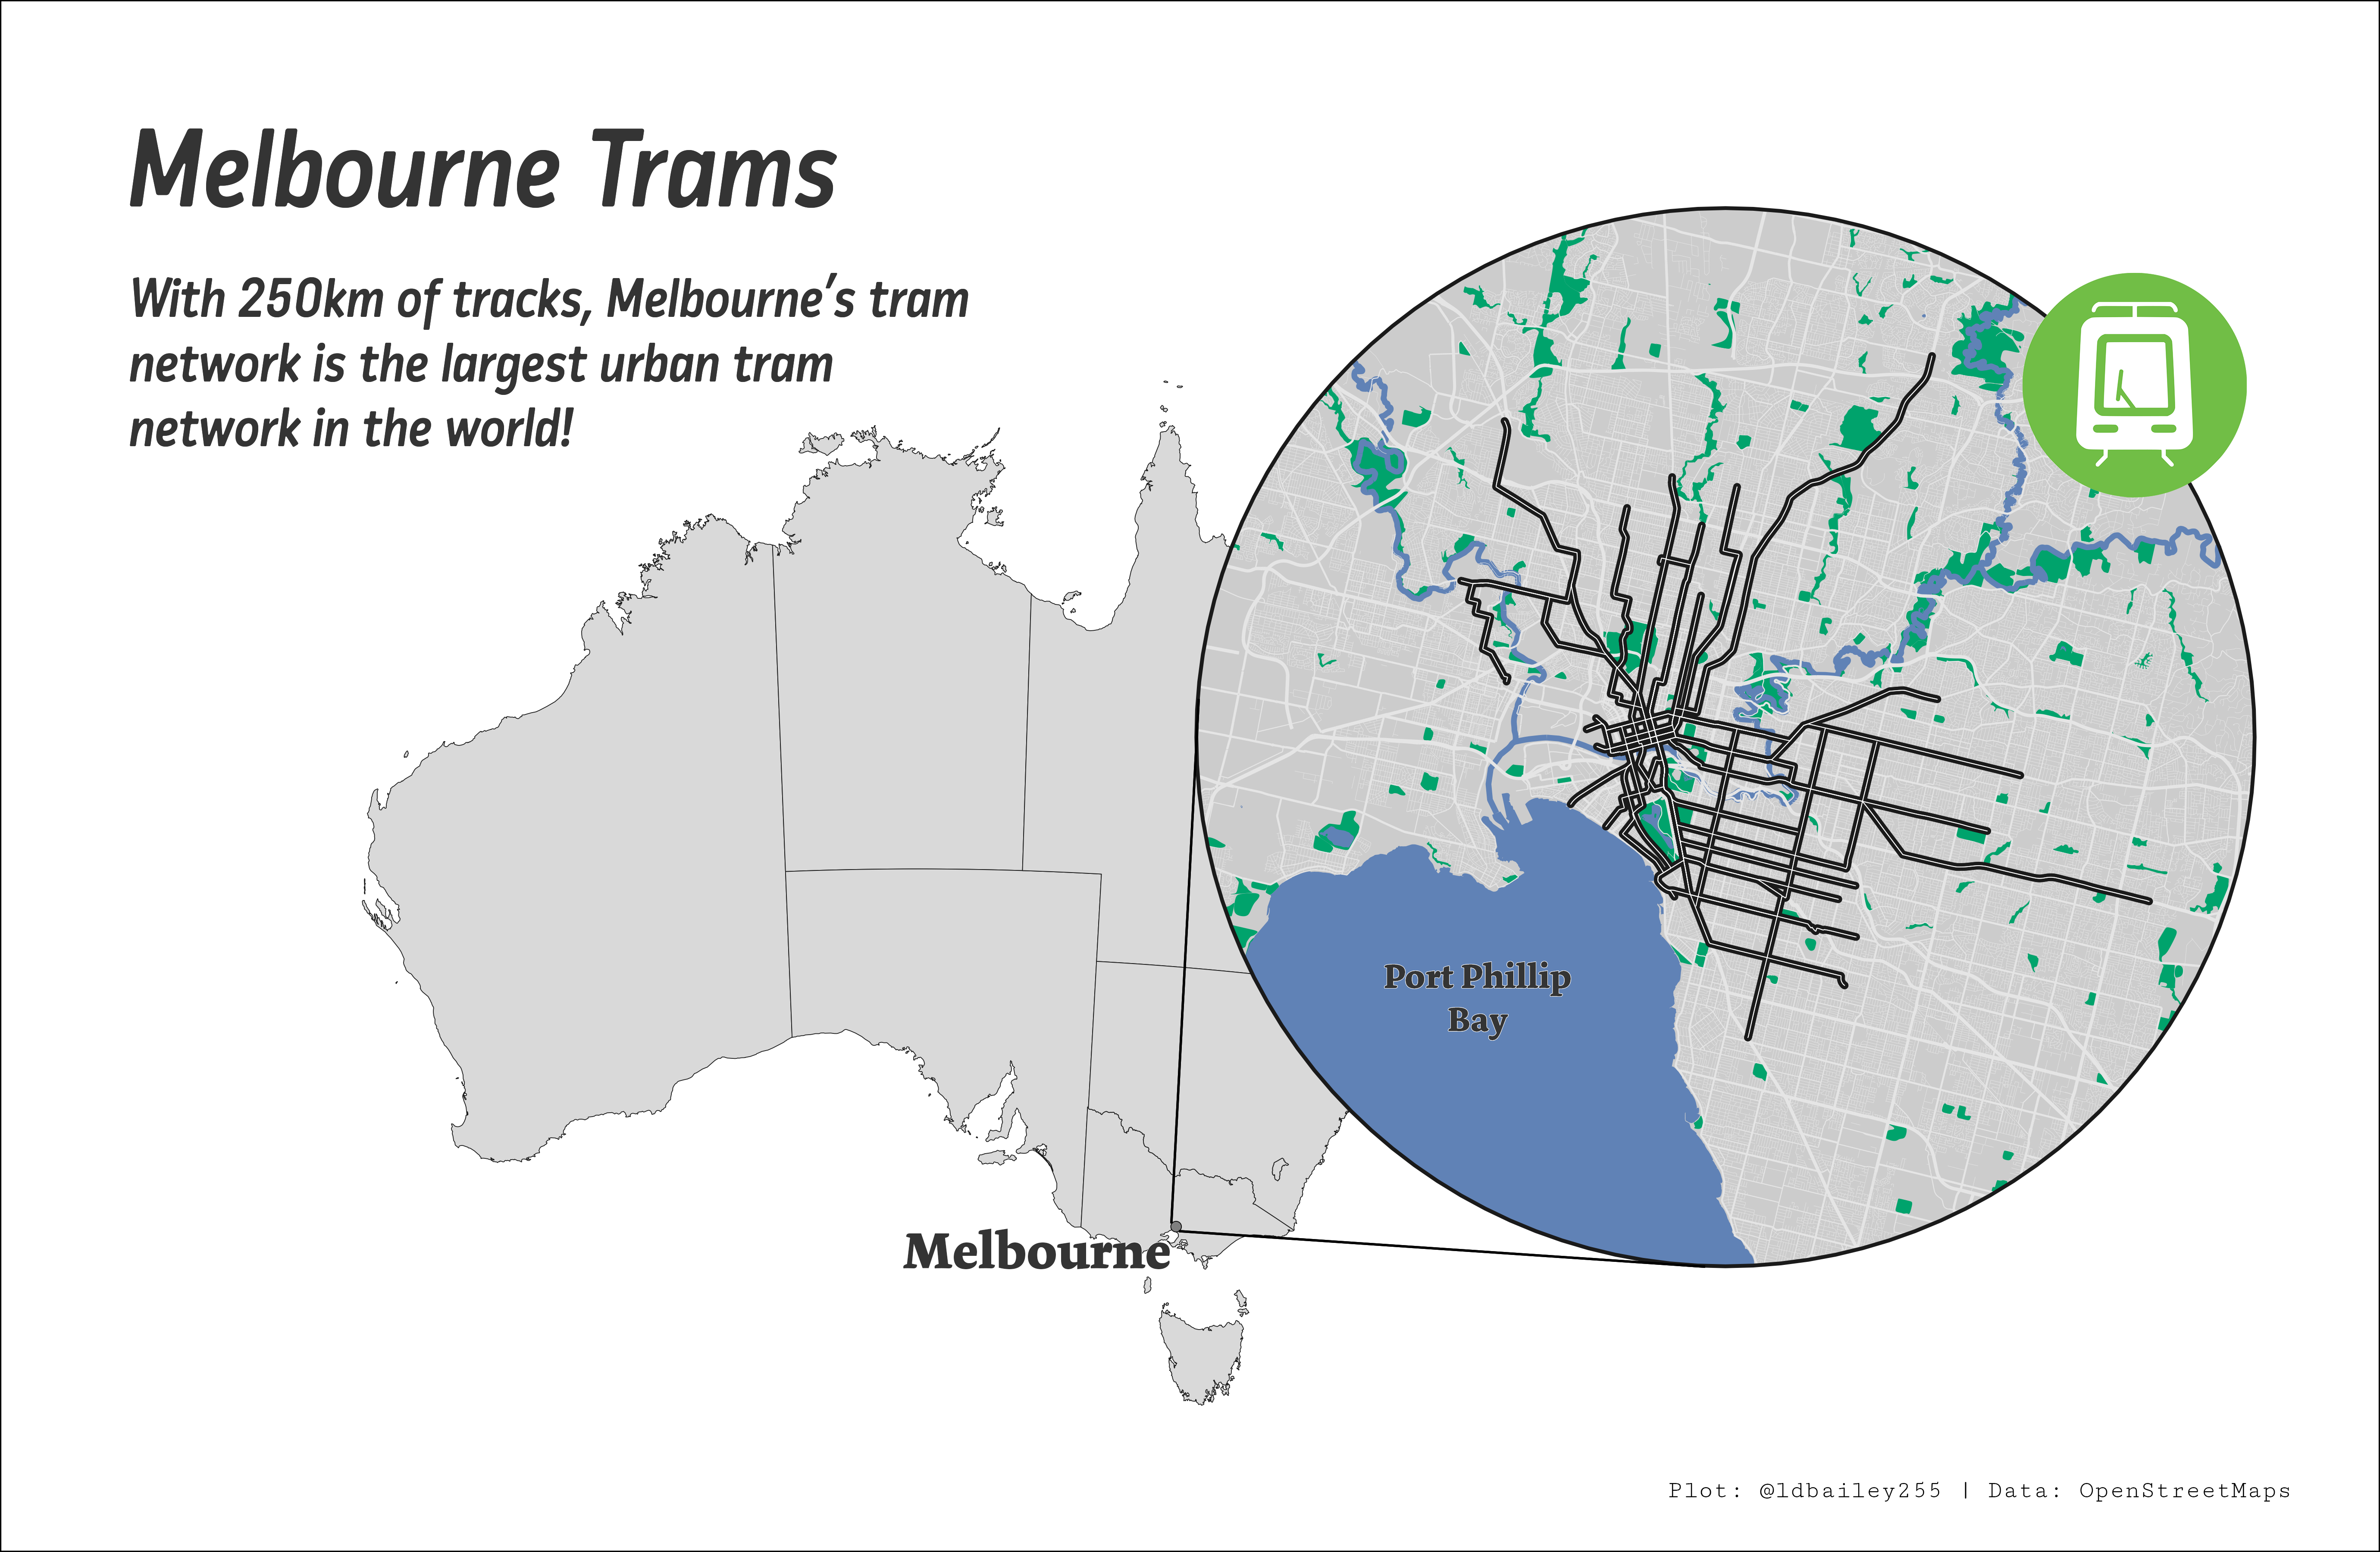 Melbourne Trams
With 250km of tracks, Melbourne's tram
network is the largest urban tram
network in the world!
Port Phillip
Bay
Melbourne
Plot: @ldbailey255 | Data: OpenStreetMaps